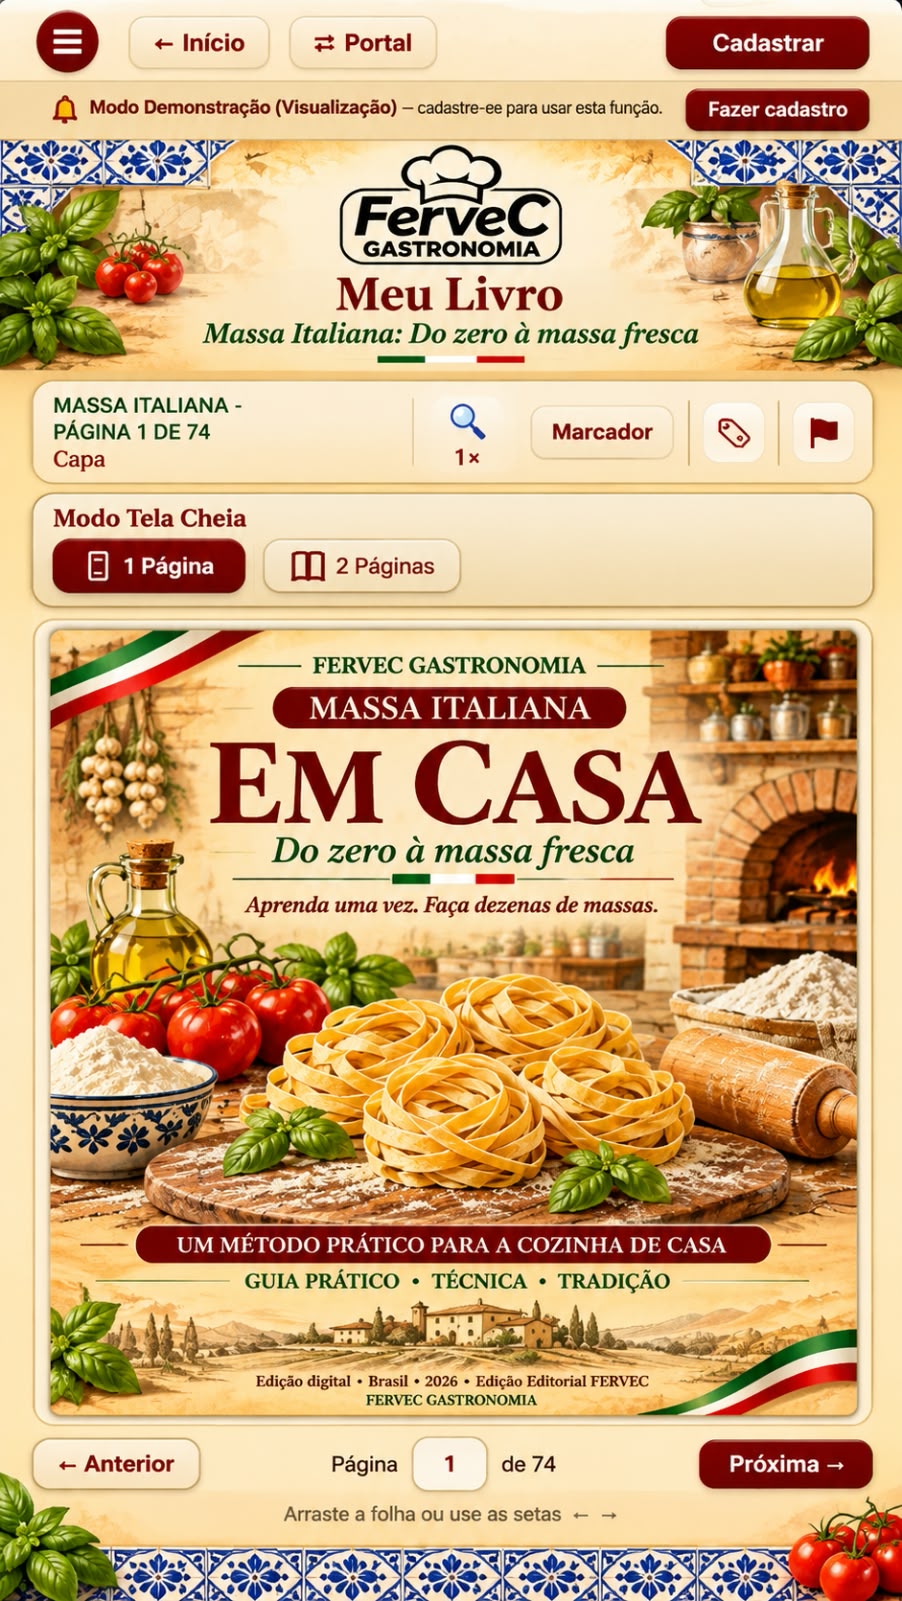 ← Início
⇄ Portal
Cadastrar
Modo Demonstração (Visualização) – cadastre-ee para usar esta função.
Fazer cadastro
FerveC
GASTRONOMIA
Meu Livro
Massa Italiana: Do zero à massa fresca
MASSA ITALIANA -
PÁGINA 1 DE 74
Capa
1×
Marcador
Modo Tela Cheia
1 Página
2 Páginas
FERVEC GASTRONOMIA
MASSA ITALIANA
EM CASA
Do zero à massa fresca
Aprenda uma vez. Faça dezenas de massas.
UM MÉTODO PRÁTICO PARA A COZINHA DE CASA
GUIA PRÁTICO • TÉCNICA • TRADIÇÃO
Edição digital • Brasil • 2026 • Edição Editorial FERVEC
FERVEC GASTRONOMIA
← Anterior
Página 1 de 74
Próxima →
Arraste a folha ou use as setas ← →